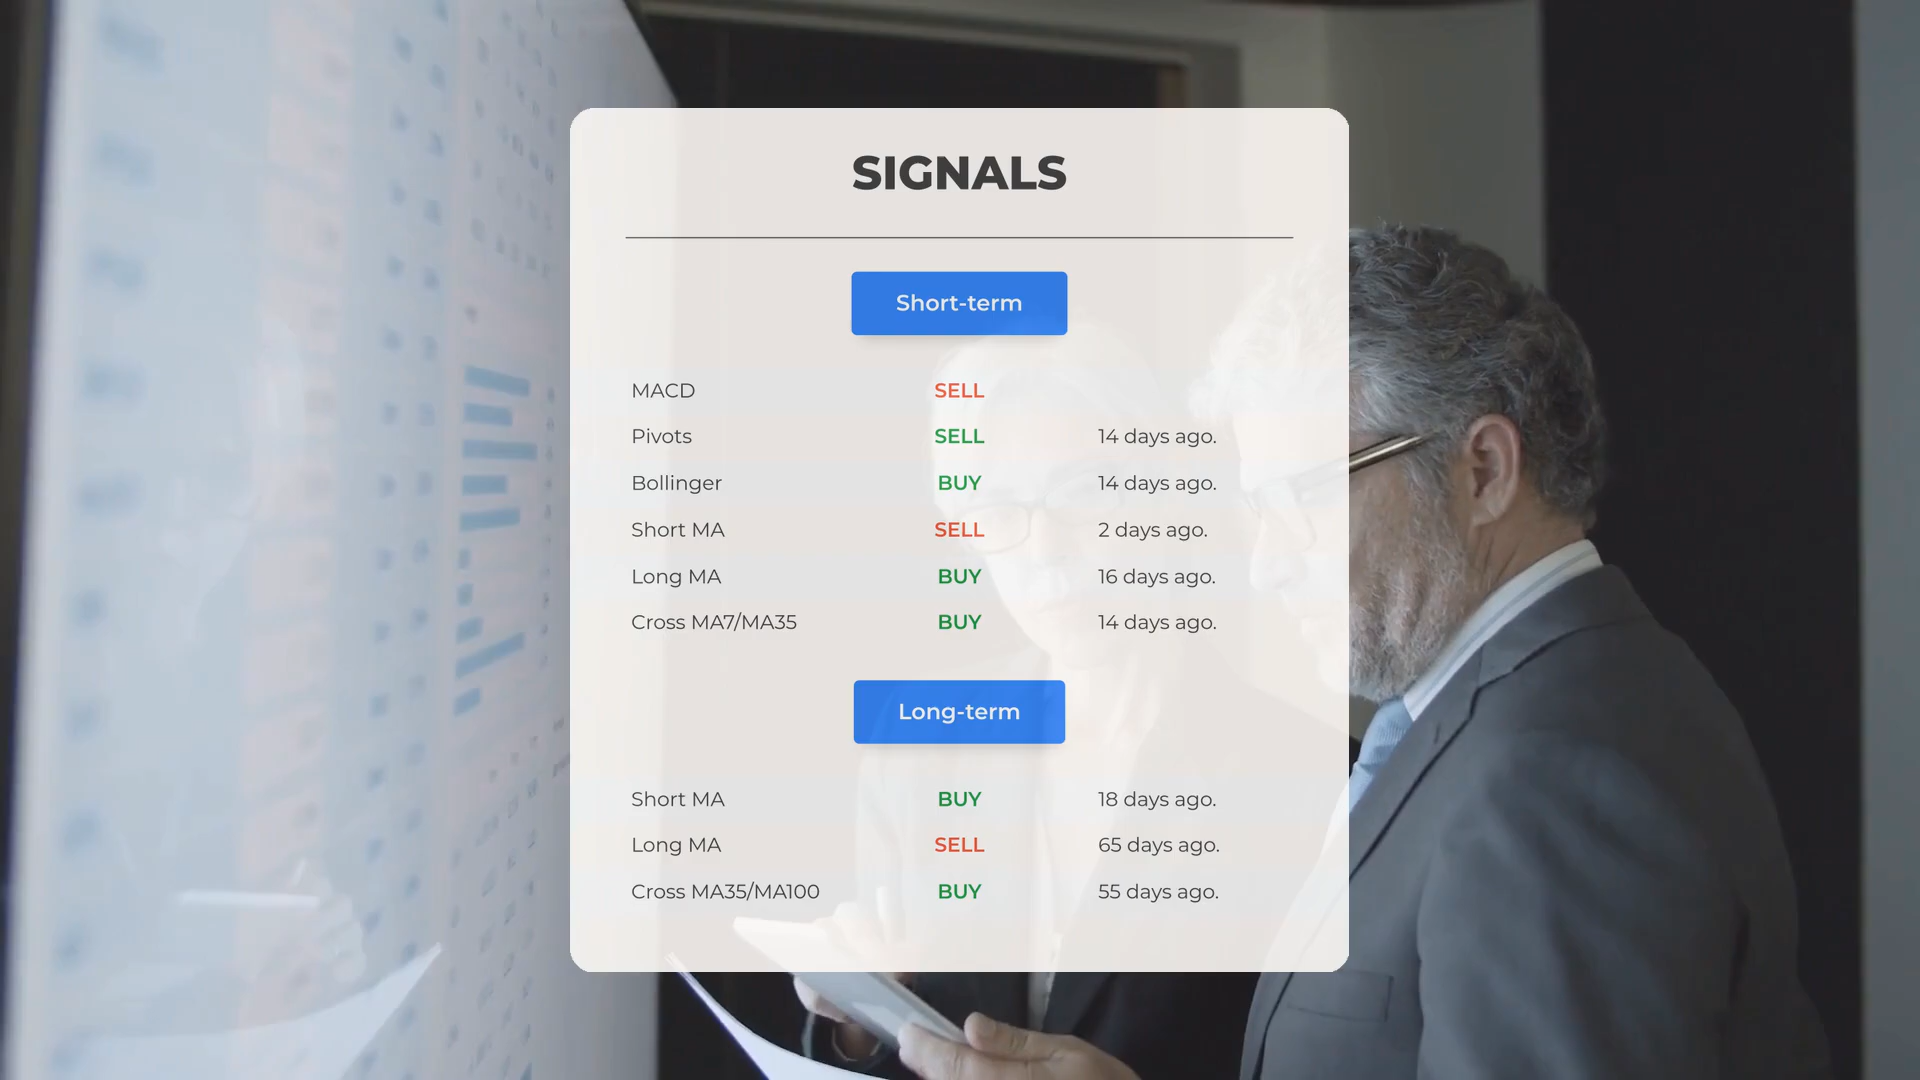 SIGNALS
Short-term
MACD SELL
Pivots SELL 14 days ago.
Bollinger BUY 14 days ago.
Short MA SELL 2 days ago.
Long MA BUY 16 days ago.
Cross MA7/MA35 BUY 14 days ago.
Long-term
Short MA BUY 18 days ago.
Long MA SELL 65 days ago.
Cross MA35/MA100 BUY 55 days ago.